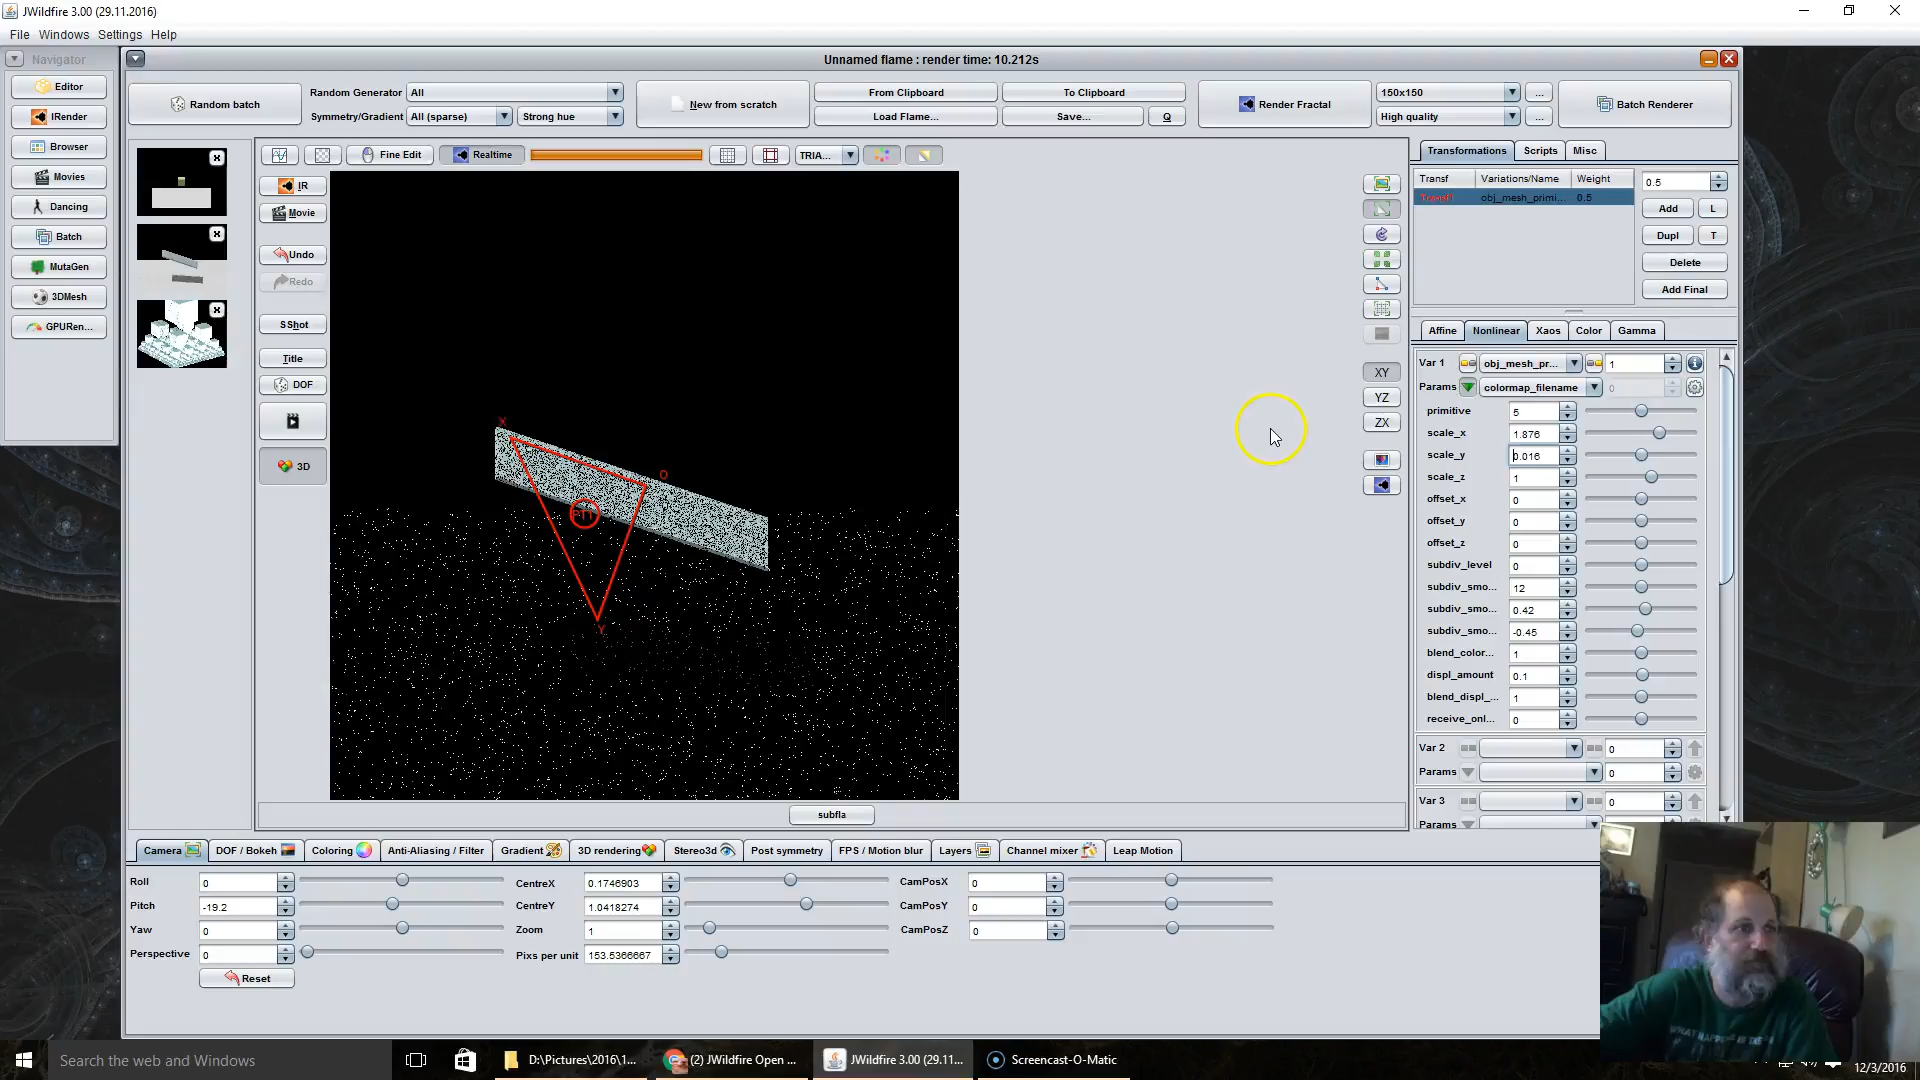 JWildfire 3.00 (29.11.2016)
File Windows Settings Help
Navigator
Unnamed flame : render time: 10.212s
Editor
IRender
Browser
Movies
Dancing
Batch
MutaGen
3DMesh
GPURen...
Random batch
Random Generator All
Symmetry/Gradient All (sparse) Strong hue
New from scratch
From Clipboard To Clipboard
Load Flame... Save... Q
Render Fractal
150x150 ...
High quality ...
Batch Renderer
Fine Edit Realtime TRIA...
IR
Movie
Undo
Redo
SShot
Title
DOF
3D
X
O
PT1
Y
XY
YZ
ZX
subfla
Transformations Scripts Misc
Transf Variations/Name Weight
Transf1 obj_mesh_primi... 0.5
0.5
Add L
Dupl T
Delete
Add Final
Affine Nonlinear Xaos Color Gamma
Var 1 obj_mesh_pr... 1
Params colormap_filename 0
primitive 5
scale_x 1.876
scale_y 0.016
scale_z 1
offset_x 0
offset_y 0
offset_z 0
subdiv_level 0
subdiv_smo... 12
subdiv_smo... 0.42
subdiv_smo... -0.45
blend_color... 1
displ_amount 0.1
blend_displ_... 1
receive_onl... 0
Var 2 0
Params 0
Var 3 0
Params
Camera DOF / Bokeh Coloring Anti-Aliasing / Filter Gradient 3D rendering Stereo3d Post symmetry FPS / Motion blur Layers Channel mixer Leap Motion
Roll 0 CentreX 0.1746903 CamPosX 0
Pitch -19.2 CentreY 1.0418274 CamPosY 0
Yaw 0 Zoom 1 CamPosZ 0
Perspective 0 Pixs per unit 153.5366667
Reset
Search the web and Windows
D:\Pictures\2016\1...
(2) JWildfire Open ...
JWildfire 3.00 (29.11...
Screencast-O-Matic
12/3/2016